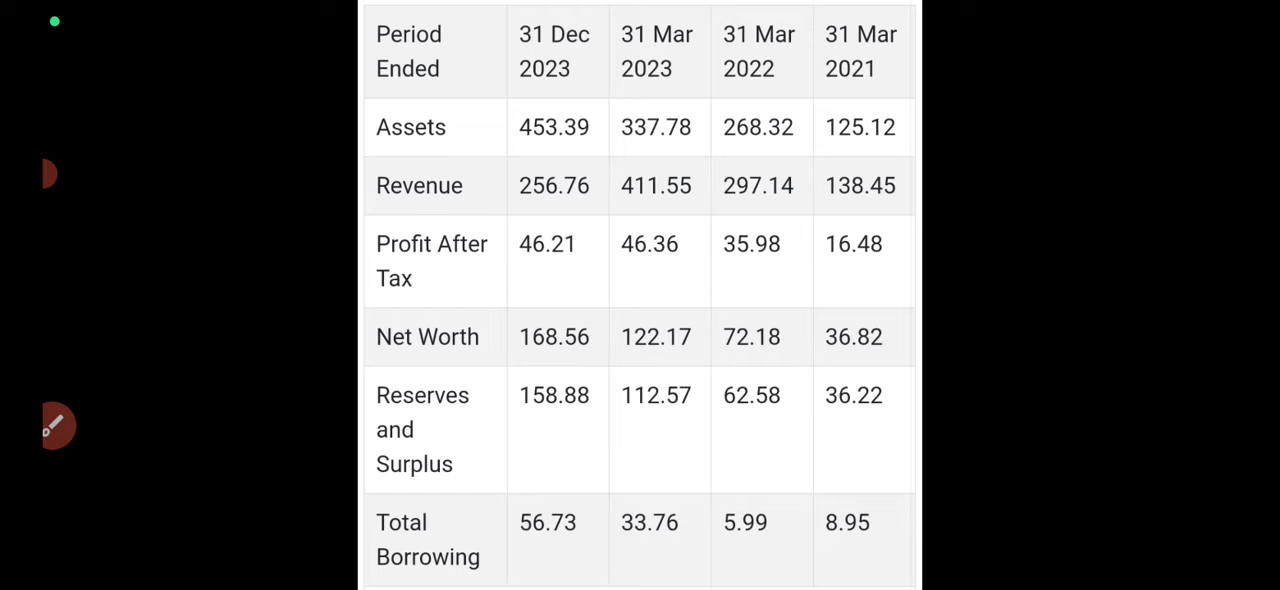 Period Ended 31 Dec 2023 31 Mar 2023 31 Mar 2022 31 Mar 2021
Assets 453.39 337.78 268.32 125.12
Revenue 256.76 411.55 297.14 138.45
Profit After Tax 46.21 46.36 35.98 16.48
Net Worth 168.56 122.17 72.18 36.82
Reserves and Surplus 158.88 112.57 62.58 36.22
Total Borrowing 56.73 33.76 5.99 8.95